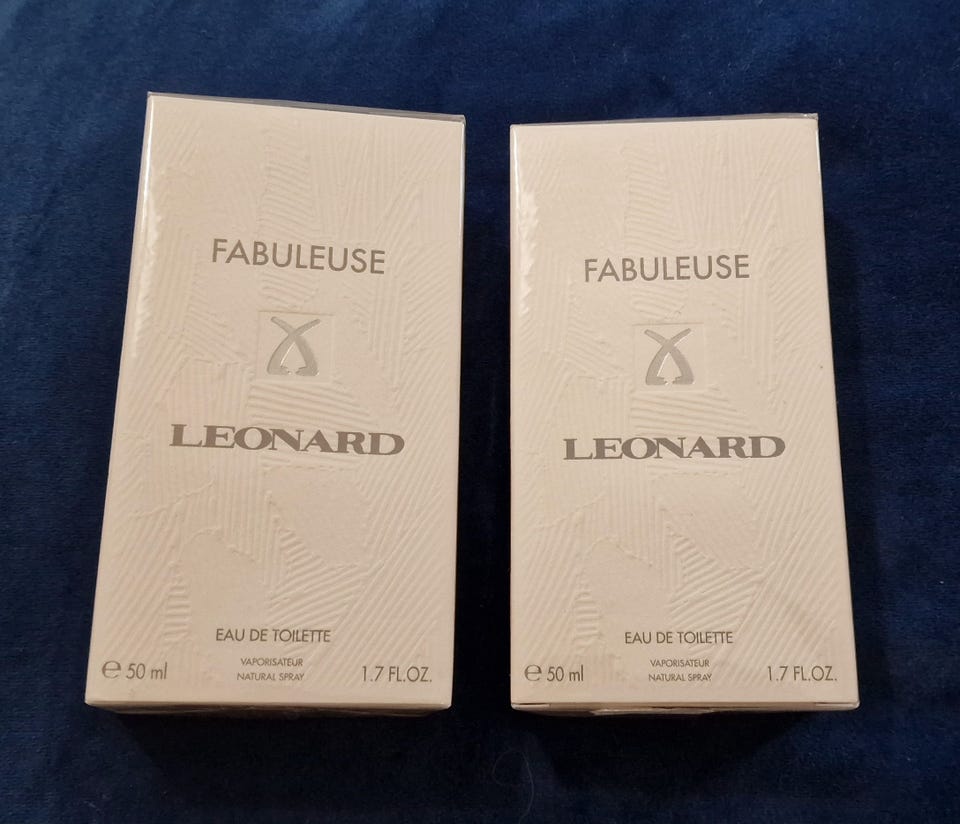 FABULEUSE
LEONARD
EAU DE TOILETTE
℮ 50 ml
VAPORISATEUR
NATURAL SPRAY
1.7 FL.OZ.
FABULEUSE
LEONARD
EAU DE TOILETTE
℮ 50 ml
VAPORISATEUR
NATURAL SPRAY
1.7 FL.OZ.